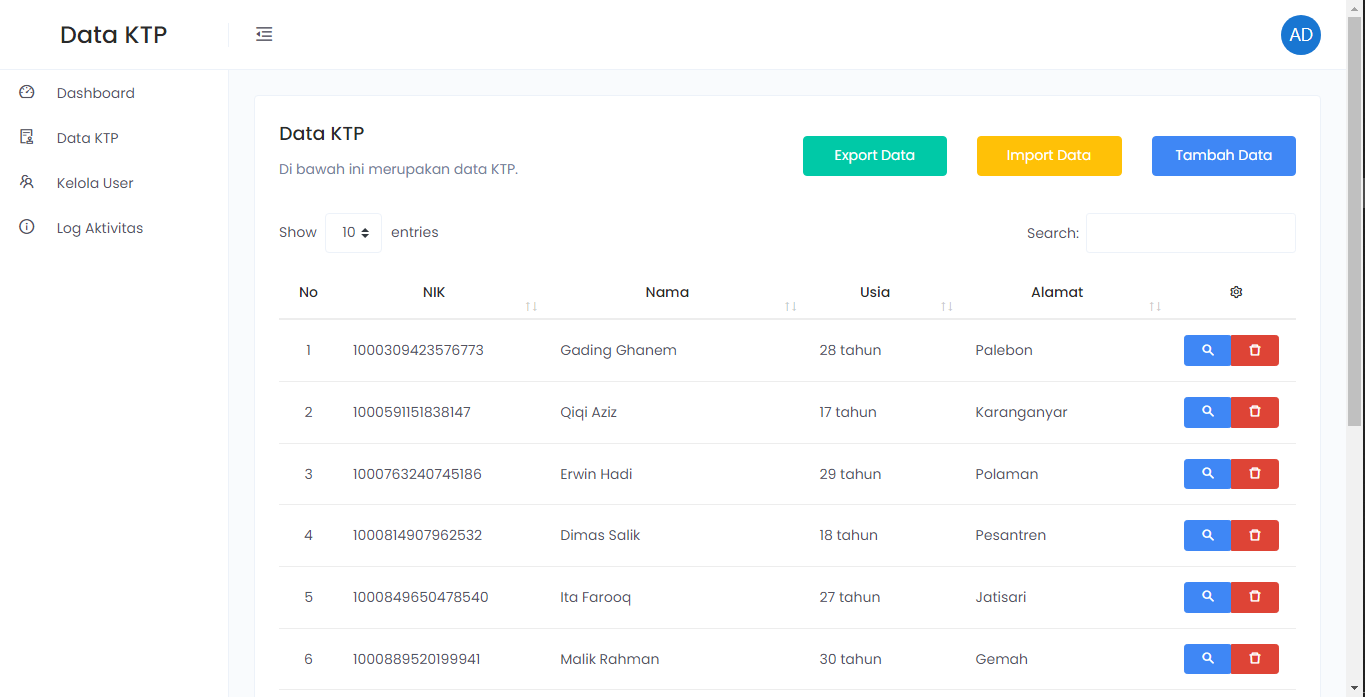 Data KTP
AD
Dashboard
Data KTP
Kelola User
Log Aktivitas
Data KTP
Di bawah ini merupakan data KTP.
Export Data Import Data Tambah Data
Show 10 entries Search:
No NIK Nama Usia Alamat
1 1000309423576773 Gading Ghanem 28 tahun Palebon
2 1000591151838147 Qiqi Aziz 17 tahun Karanganyar
3 1000763240745186 Erwin Hadi 29 tahun Polaman
4 1000814907962532 Dimas Salik 18 tahun Pesantren
5 1000849650478540 Ita Farooq 27 tahun Jatisari
6 1000889520199941 Malik Rahman 30 tahun Gemah